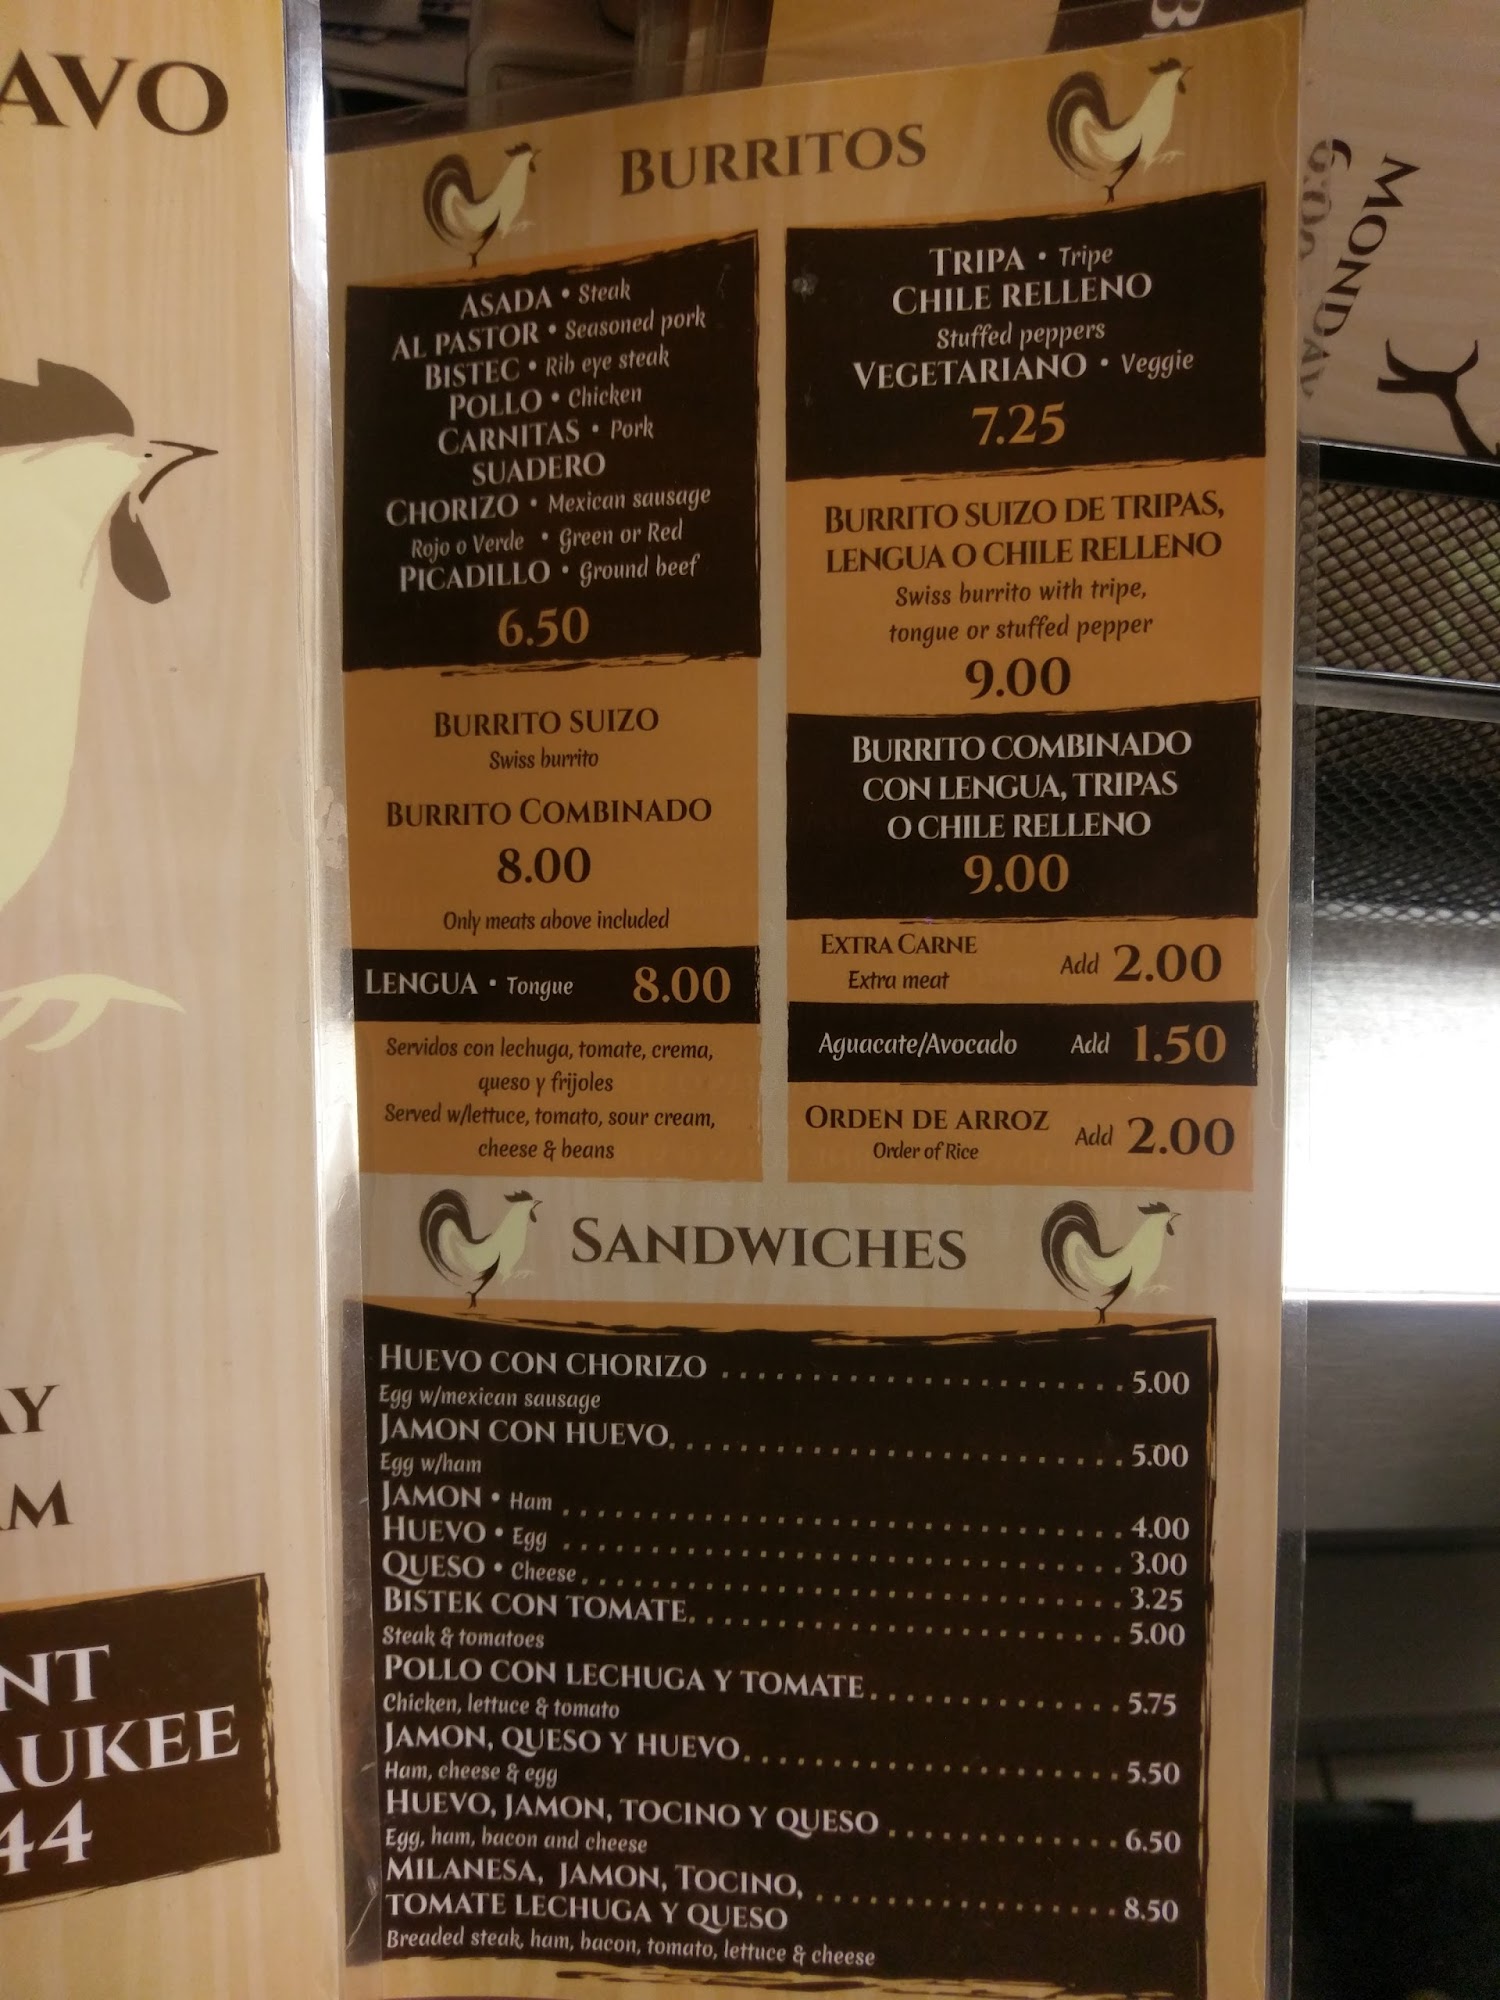 AVO
AY
AM
NT
AUKEE
44
BURRITOS
ASADA • Steak
AL PASTOR • Seasoned pork
BISTEC • Rib eye steak
POLLO • Chicken
CARNITAS • Pork
SUADERO
CHORIZO • Mexican sausage
Rojo o Verde • Green or Red
PICADILLO • Ground beef
6.50
BURRITO SUIZO
Swiss burrito
BURRITO COMBINADO
8.00
Only meats above included
LENGUA • Tongue 8.00
Servidos con lechuga, tomate, crema,
queso y frijoles
Served w/lettuce, tomato, sour cream,
cheese & beans
TRIPA • Tripe
CHILE RELLENO
Stuffed peppers
VEGETARIANO • Veggie
7.25
BURRITO SUIZO DE TRIPAS,
LENGUA O CHILE RELLENO
Swiss burrito with tripe,
tongue or stuffed pepper
9.00
BURRITO COMBINADO
CON LENGUA, TRIPAS
O CHILE RELLENO
9.00
EXTRA CARNE Add 2.00
Extra meat
Aguacate/Avocado Add 1.50
ORDEN DE ARROZ Add 2.00
Order of Rice
SANDWICHES
HUEVO CON CHORIZO 5.00
Egg w/mexican sausage
JAMON CON HUEVO 5.00
Egg w/ham
JAMON • Ham 4.00
HUEVO • Egg 3.00
QUESO • Cheese 3.25
BISTEK CON TOMATE 5.00
Steak & tomatoes
POLLO CON LECHUGA Y TOMATE 5.75
Chicken, lettuce & tomato
JAMON, QUESO Y HUEVO 5.50
Ham, cheese & egg
HUEVO, JAMON, TOCINO Y QUESO 6.50
Egg, ham, bacon and cheese
MILANESA, JAMON, TOCINO,
TOMATE LECHUGA Y QUESO 8.50
Breaded steak, ham, bacon, tomato, lettuce & cheese
B
MONDAY
6:00